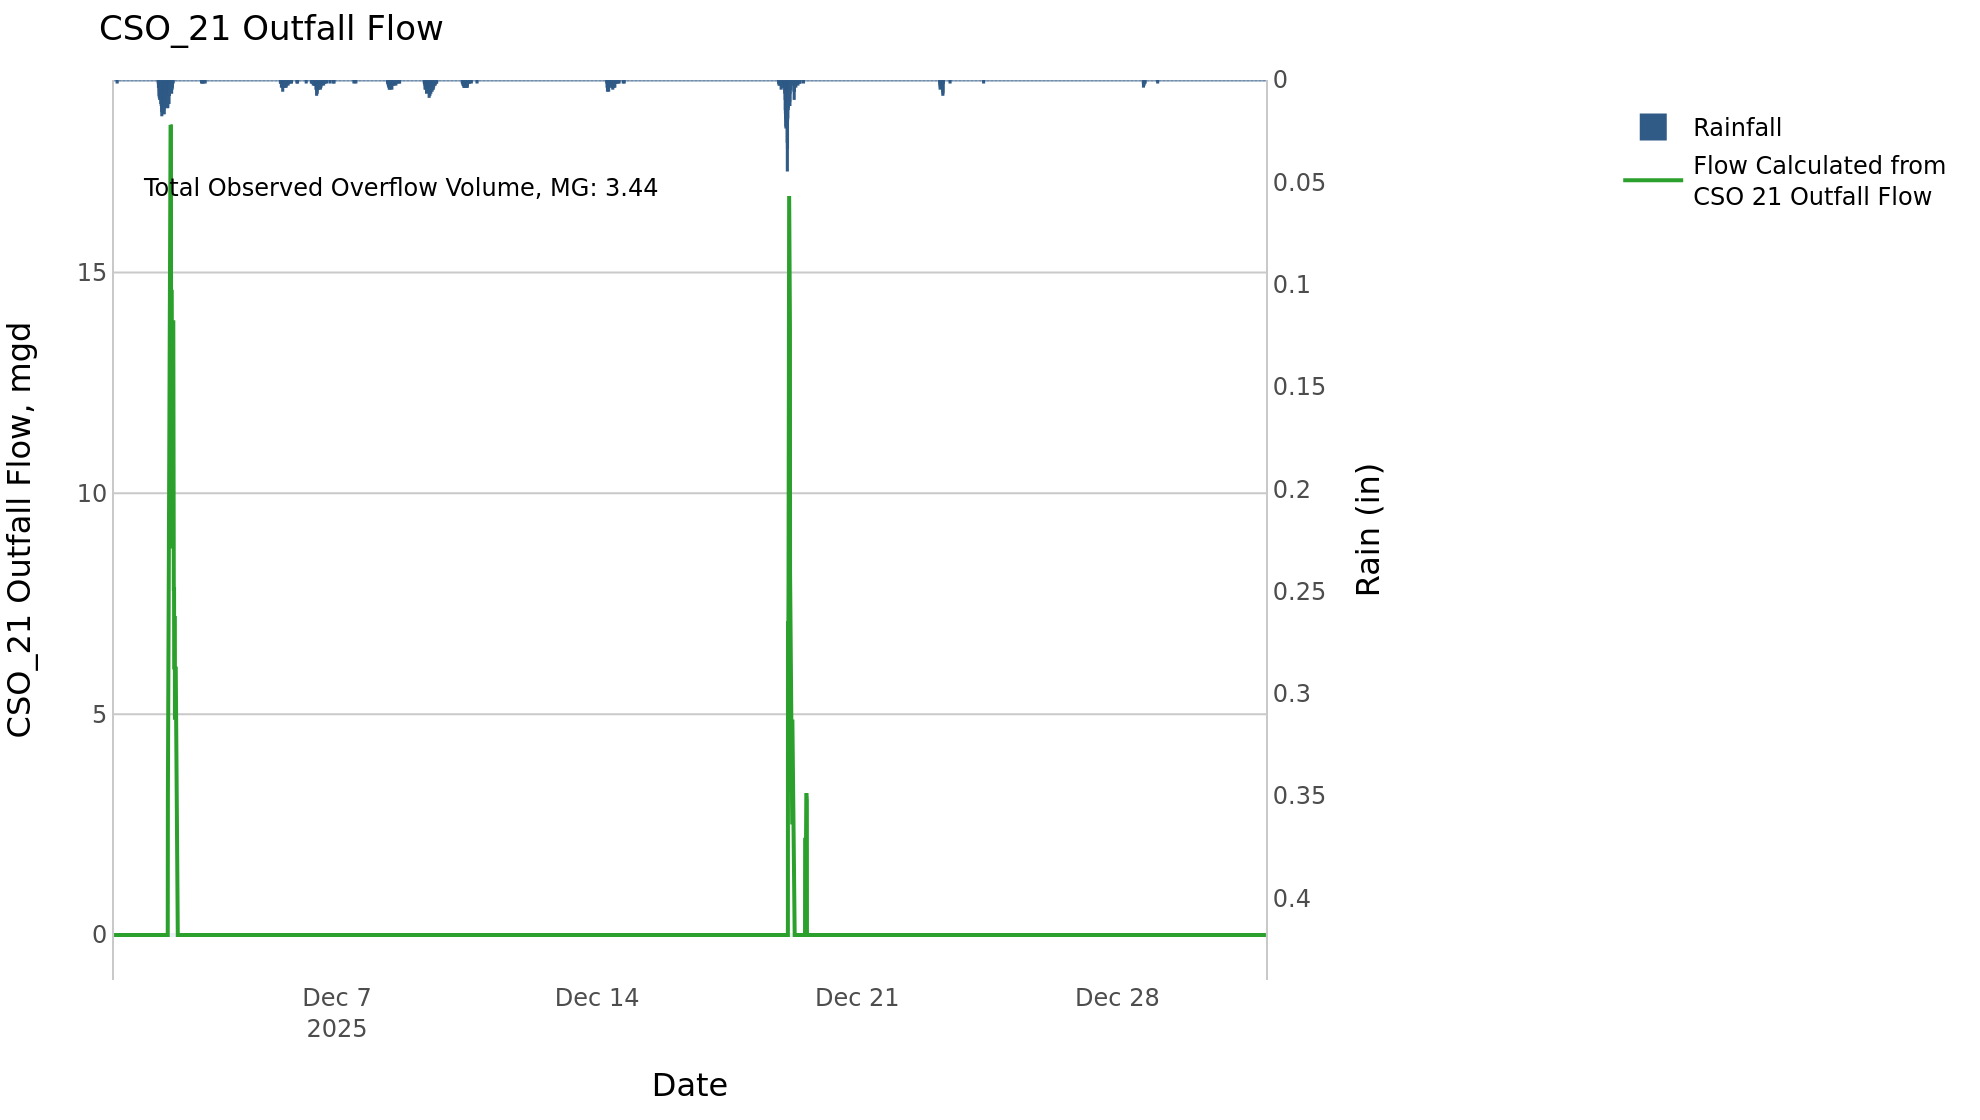 CSO_21 Outfall Flow
Total Observed Overflow Volume, MG: 3.44
CSO_21 Outfall Flow, mgd
15
10
5
0
0
0.05
0.1
0.15
0.2
0.25
0.3
0.35
0.4
Rain (in)
Dec 7
2025
Dec 14
Dec 21
Dec 28
Date
Rainfall
Flow Calculated from
CSO 21 Outfall Flow